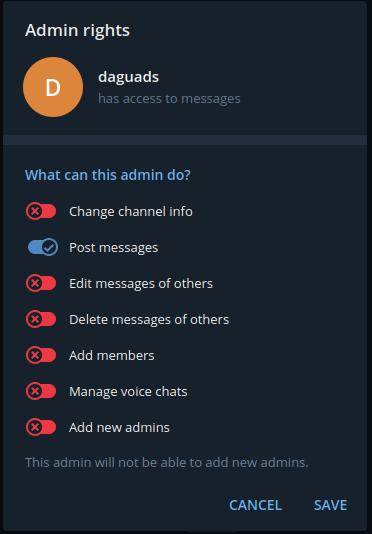 Admin rights
D
daguads
has access to messages
What can this admin do?
Change channel info
Post messages
Edit messages of others
Delete messages of others
Add members
Manage voice chats
Add new admins
This admin will not be able to add new admins.
CANCEL SAVE